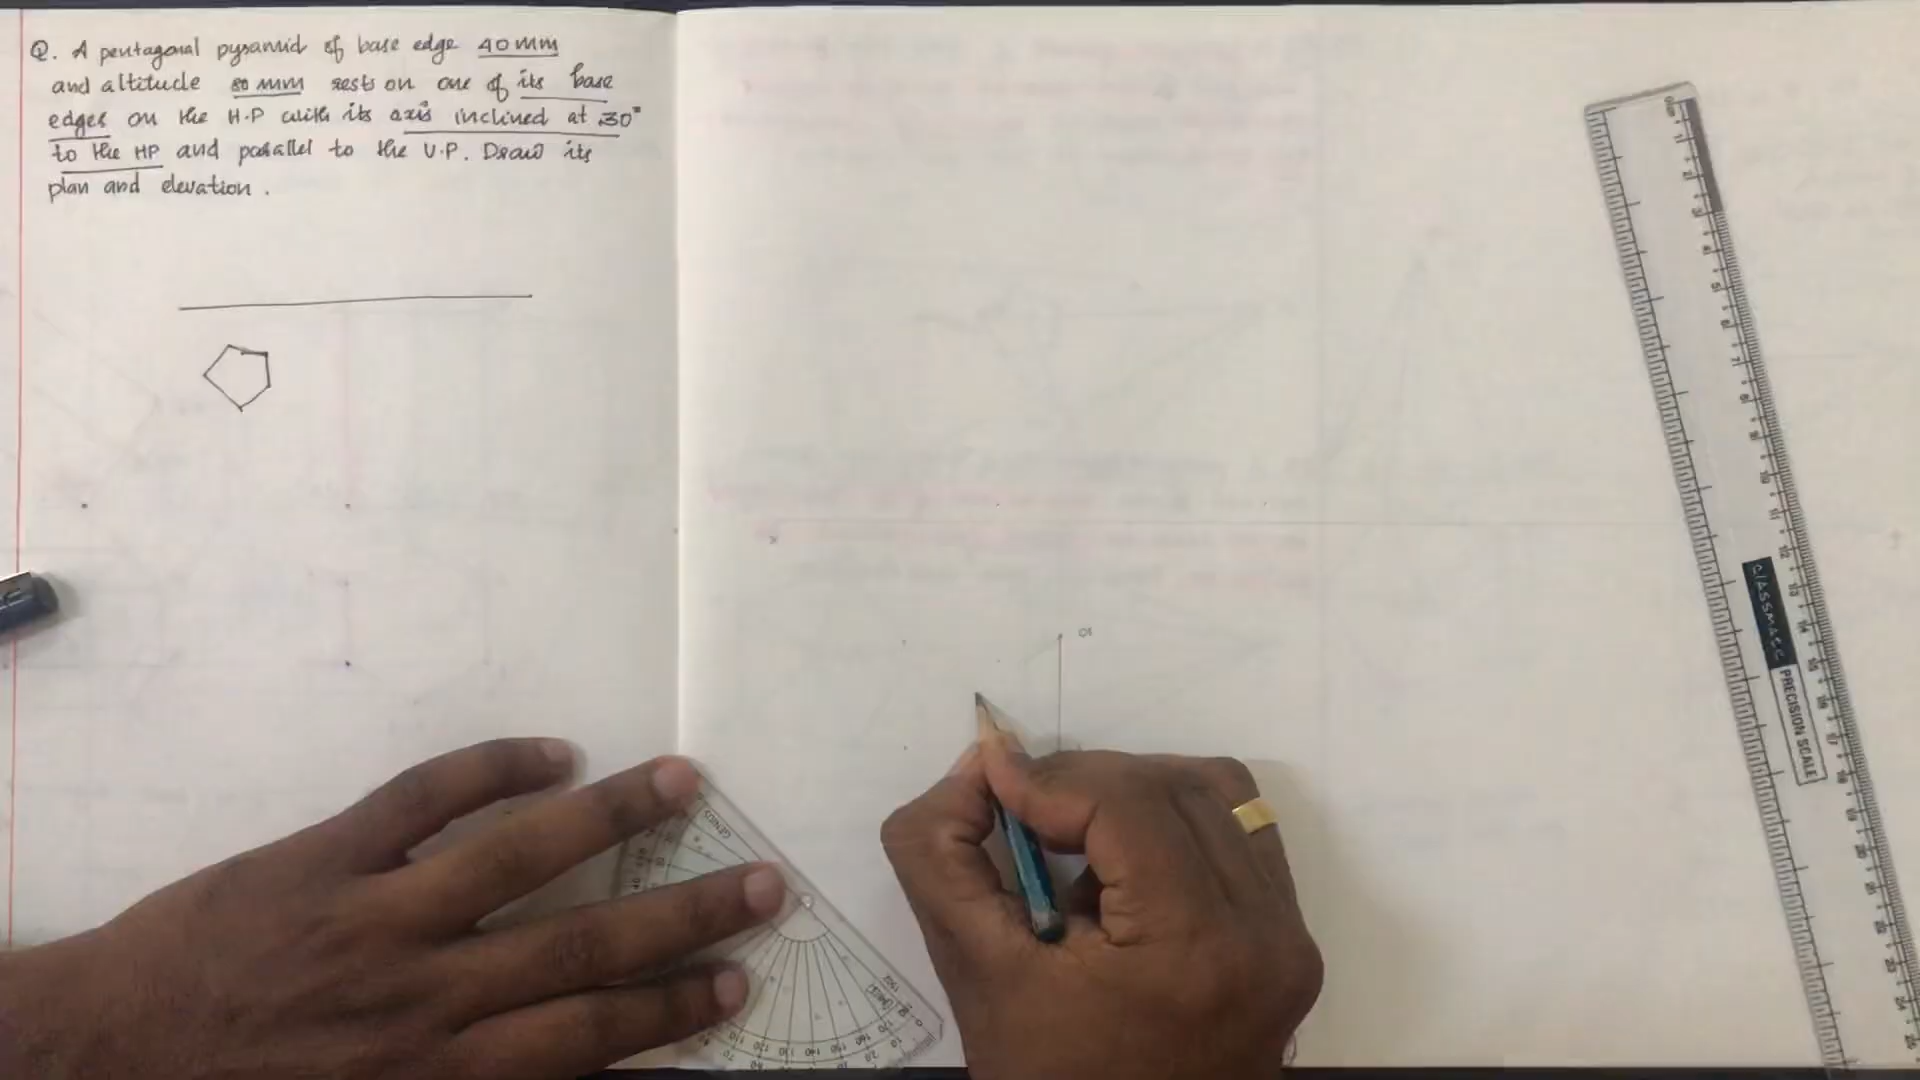 Q. A pentagonal pyramid of base edge 40 mm
and altitude 80 mm rests on one of its base
edges on the H.P with its axis inclined at 30°
to the HP and parallel to the V.P. Draw its
plan and elevation.
X
CLASSMATE PRECISION SCALE
GENIUS